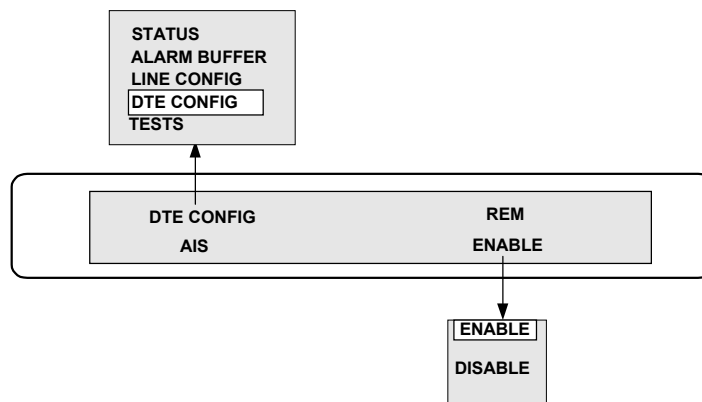 STATUS
ALARM BUFFER
LINE CONFIG
DTE CONFIG
TESTS
DTE CONFIG REM
AIS ENABLE
ENABLE
DISABLE